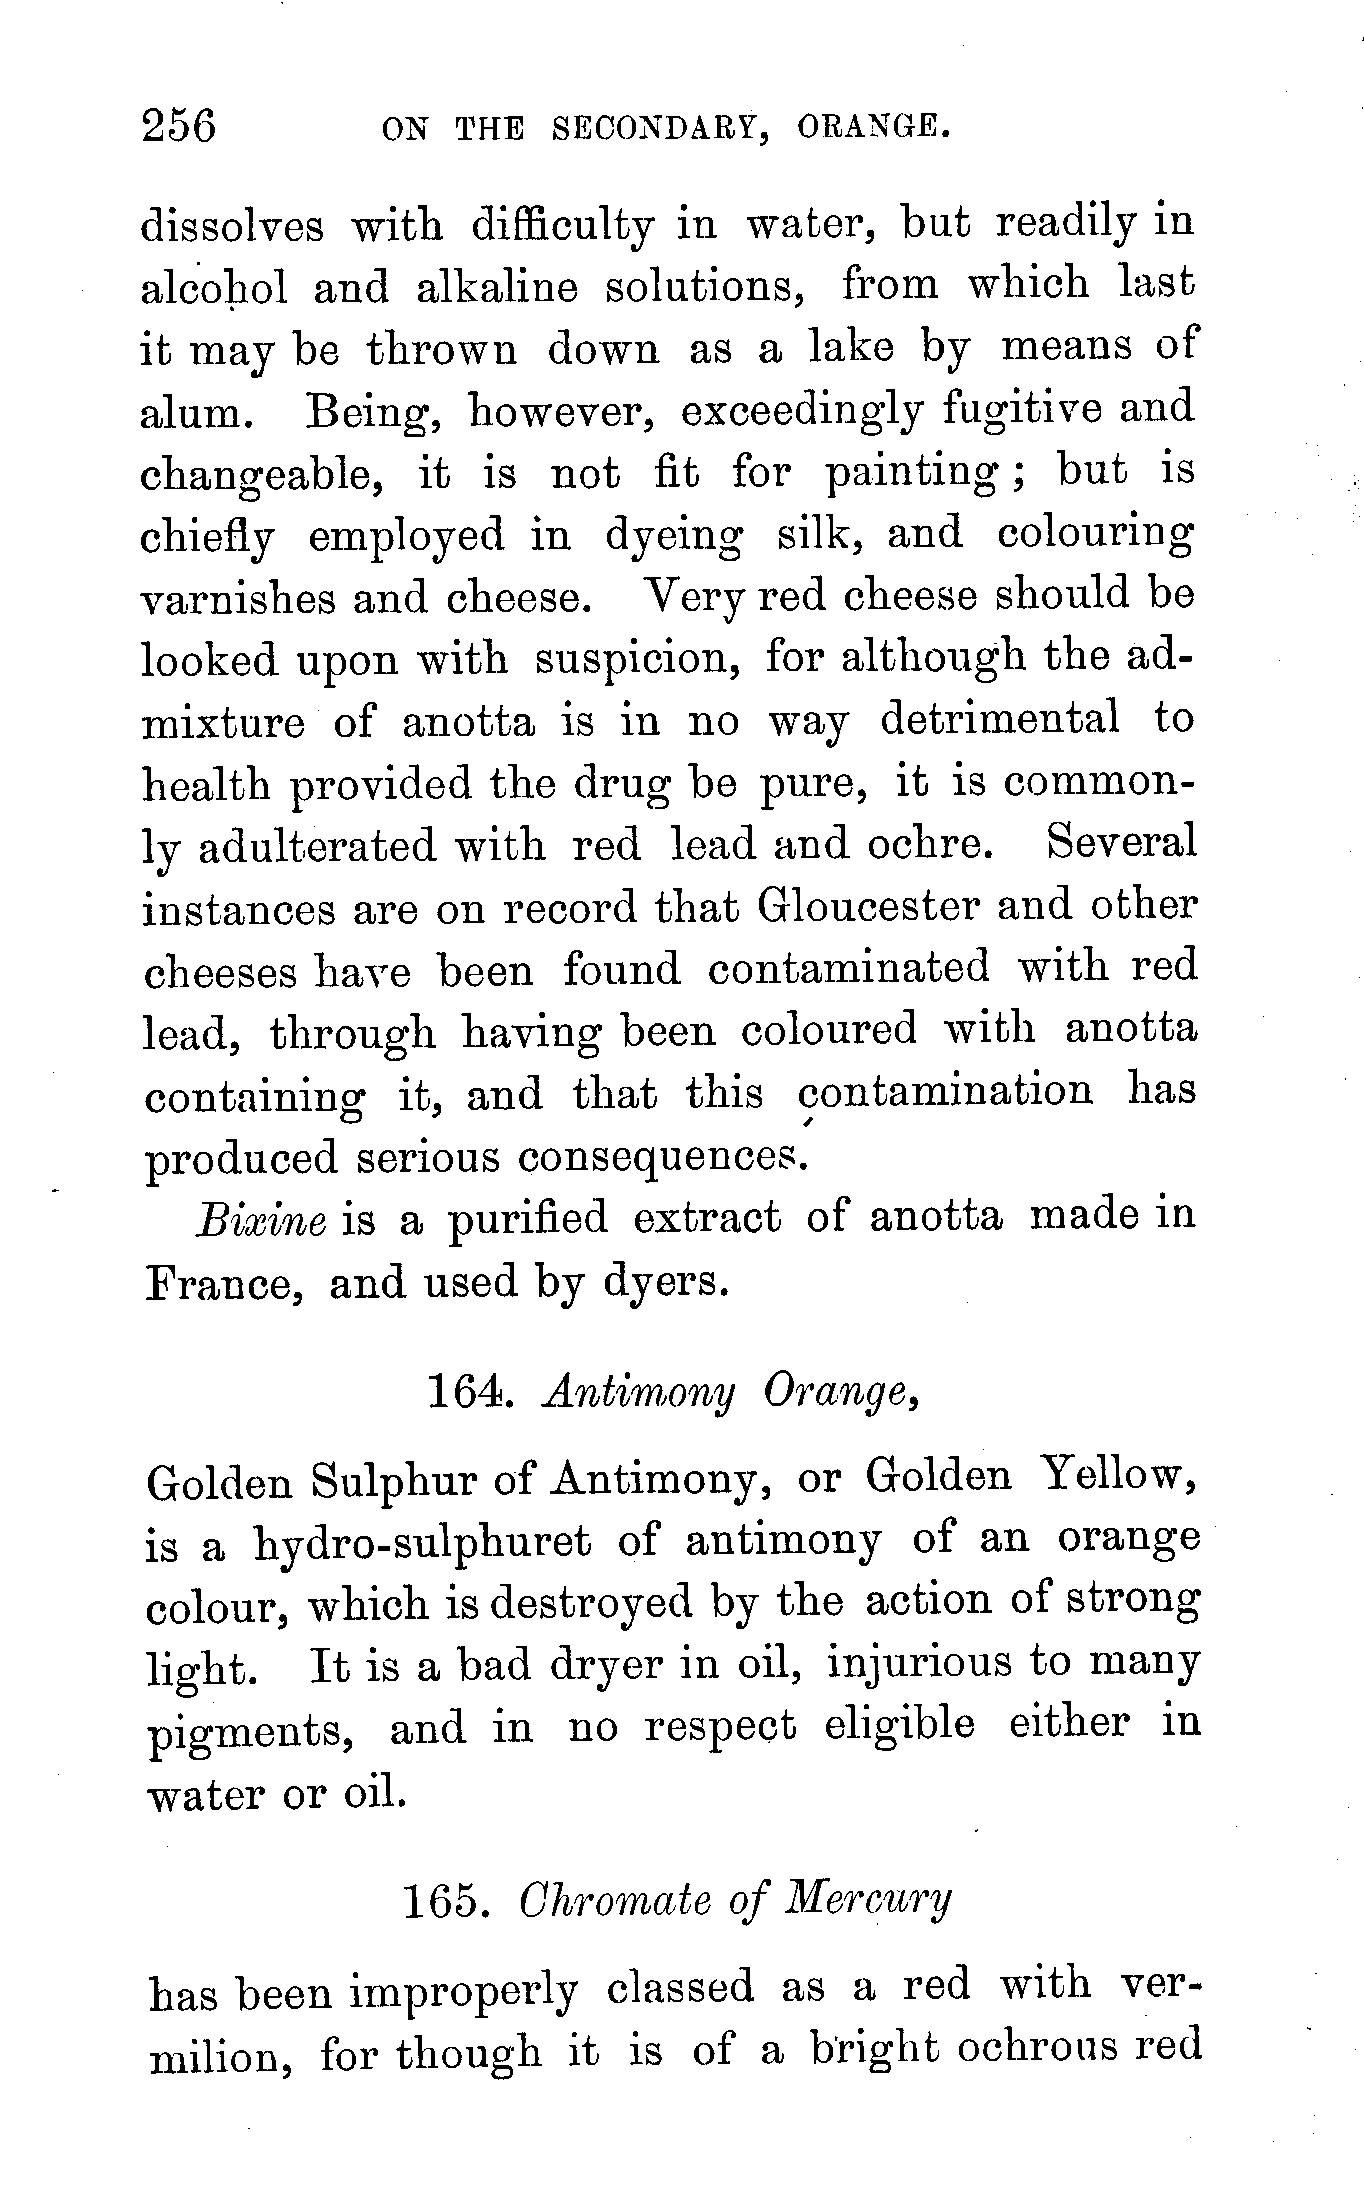 256 ON THE SECONDARY, ORANGE.
dissolves with difficulty in water, but readily in
alcohol and alkaline solutions, from which last
it may be thrown down as a lake by means of
alum. Being, however, exceedingly fugitive and
changeable, it is not fit for painting; but is
chiefly employed in dyeing silk, and colouring
varnishes and cheese. Very red cheese should be
looked upon with suspicion, for although the ad-
mixture of anotta is in no way detrimental to
health provided the drug be pure, it is common-
ly adulterated with red lead and ochre. Several
instances are on record that Gloucester and other
cheeses have been found contaminated with red
lead, through having been coloured with anotta
containing it, and that this contamination has
produced serious consequences.
Bixine is a purified extract of anotta made in
France, and used by dyers.
164. Antimony Orange,
Golden Sulphur of Antimony, or Golden Yellow,
is a hydro-sulphuret of antimony of an orange
colour, which is destroyed by the action of strong
light. It is a bad dryer in oil, injurious to many
pigments, and in no respect eligible either in
water or oil.
165. Chromate of Mercury
has been improperly classed as a red with ver-
milion, for though it is of a bright ochrous red